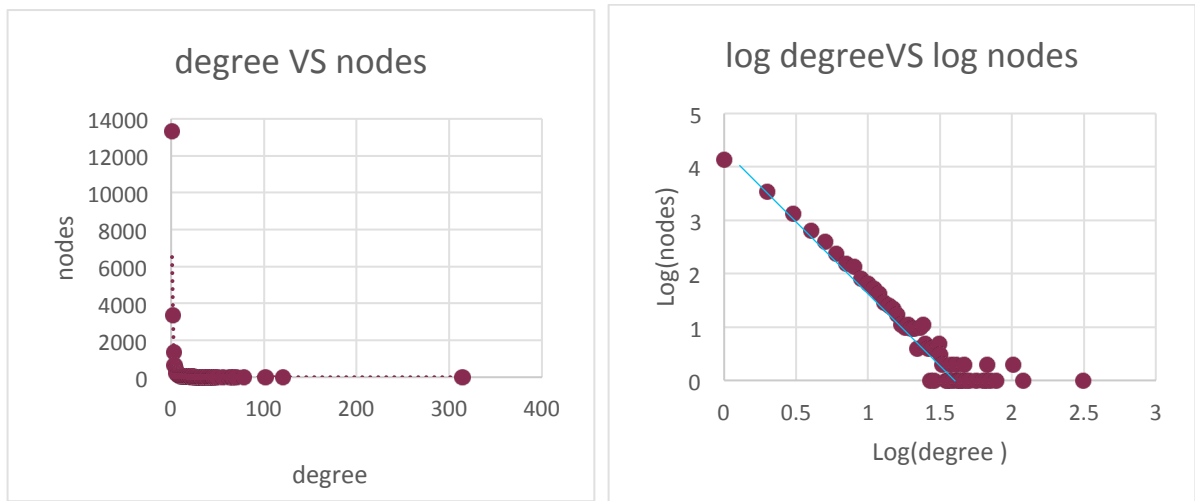 degree VS nodes
14000
12000
10000
8000
6000
4000
2000
0
nodes
0 100 200 300 400
degree
log degreeVS log nodes
5
4
3
2
1
0
Log(nodes)
0 0.5 1 1.5 2 2.5 3
Log(degree )